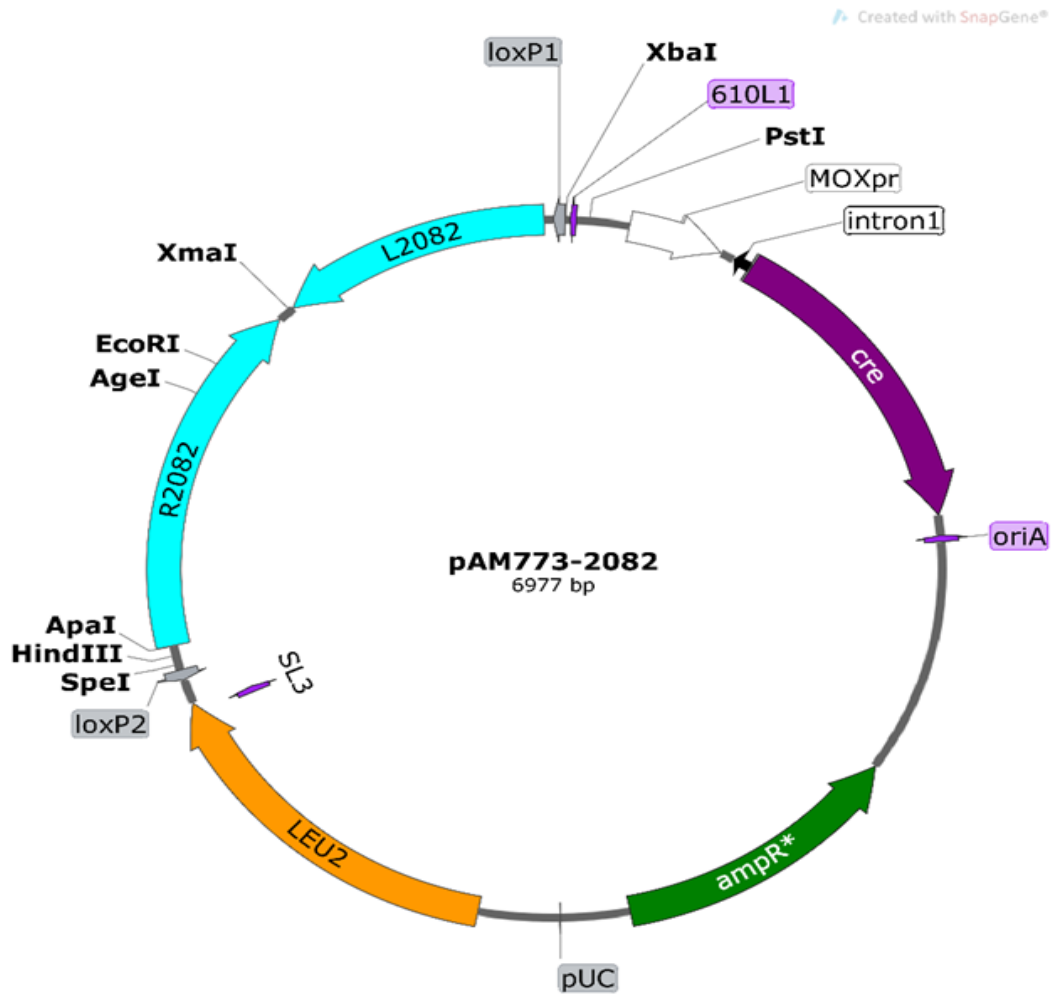 Created with SnapGene®
loxP1
XbaI
610L1
PstI
MOXpr
intron1
L2082
XmaI
EcoRI
AgeI
cre
R2082
oriA
pAM773-2082
6977 bp
ApaI
HindIII
SpeI
SL3
loxP2
LEU2
ampR*
pUC